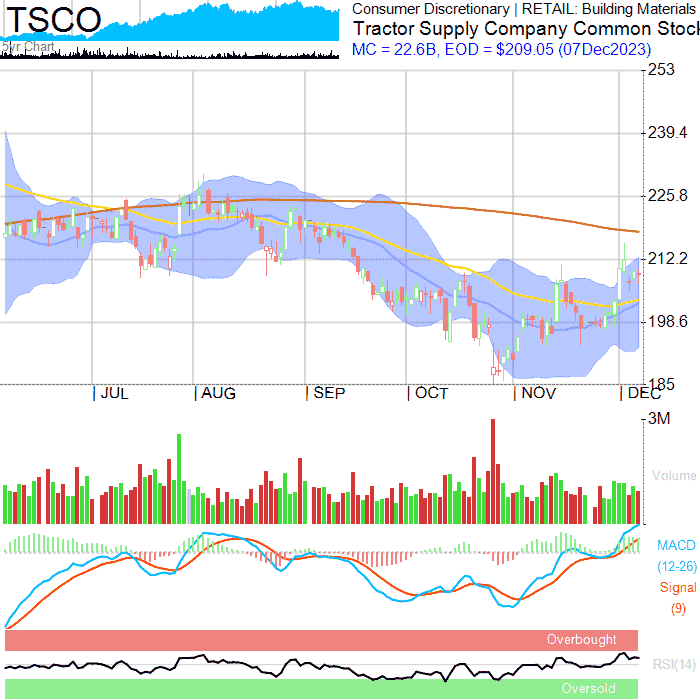 TSCO
5yr Chart
Consumer Discretionary | RETAIL: Building Materials
Tractor Supply Company Common Stoc
MC = 22.6B, EOD = $209.05 (07Dec2023)
253
239.4
225.8
212.2
198.6
185
| JUL | AUG | SEP | OCT | NOV | DEC
3M
Volume
MACD
(12-26)
Signal
(9)
Overbought
RSI(14)
Oversold